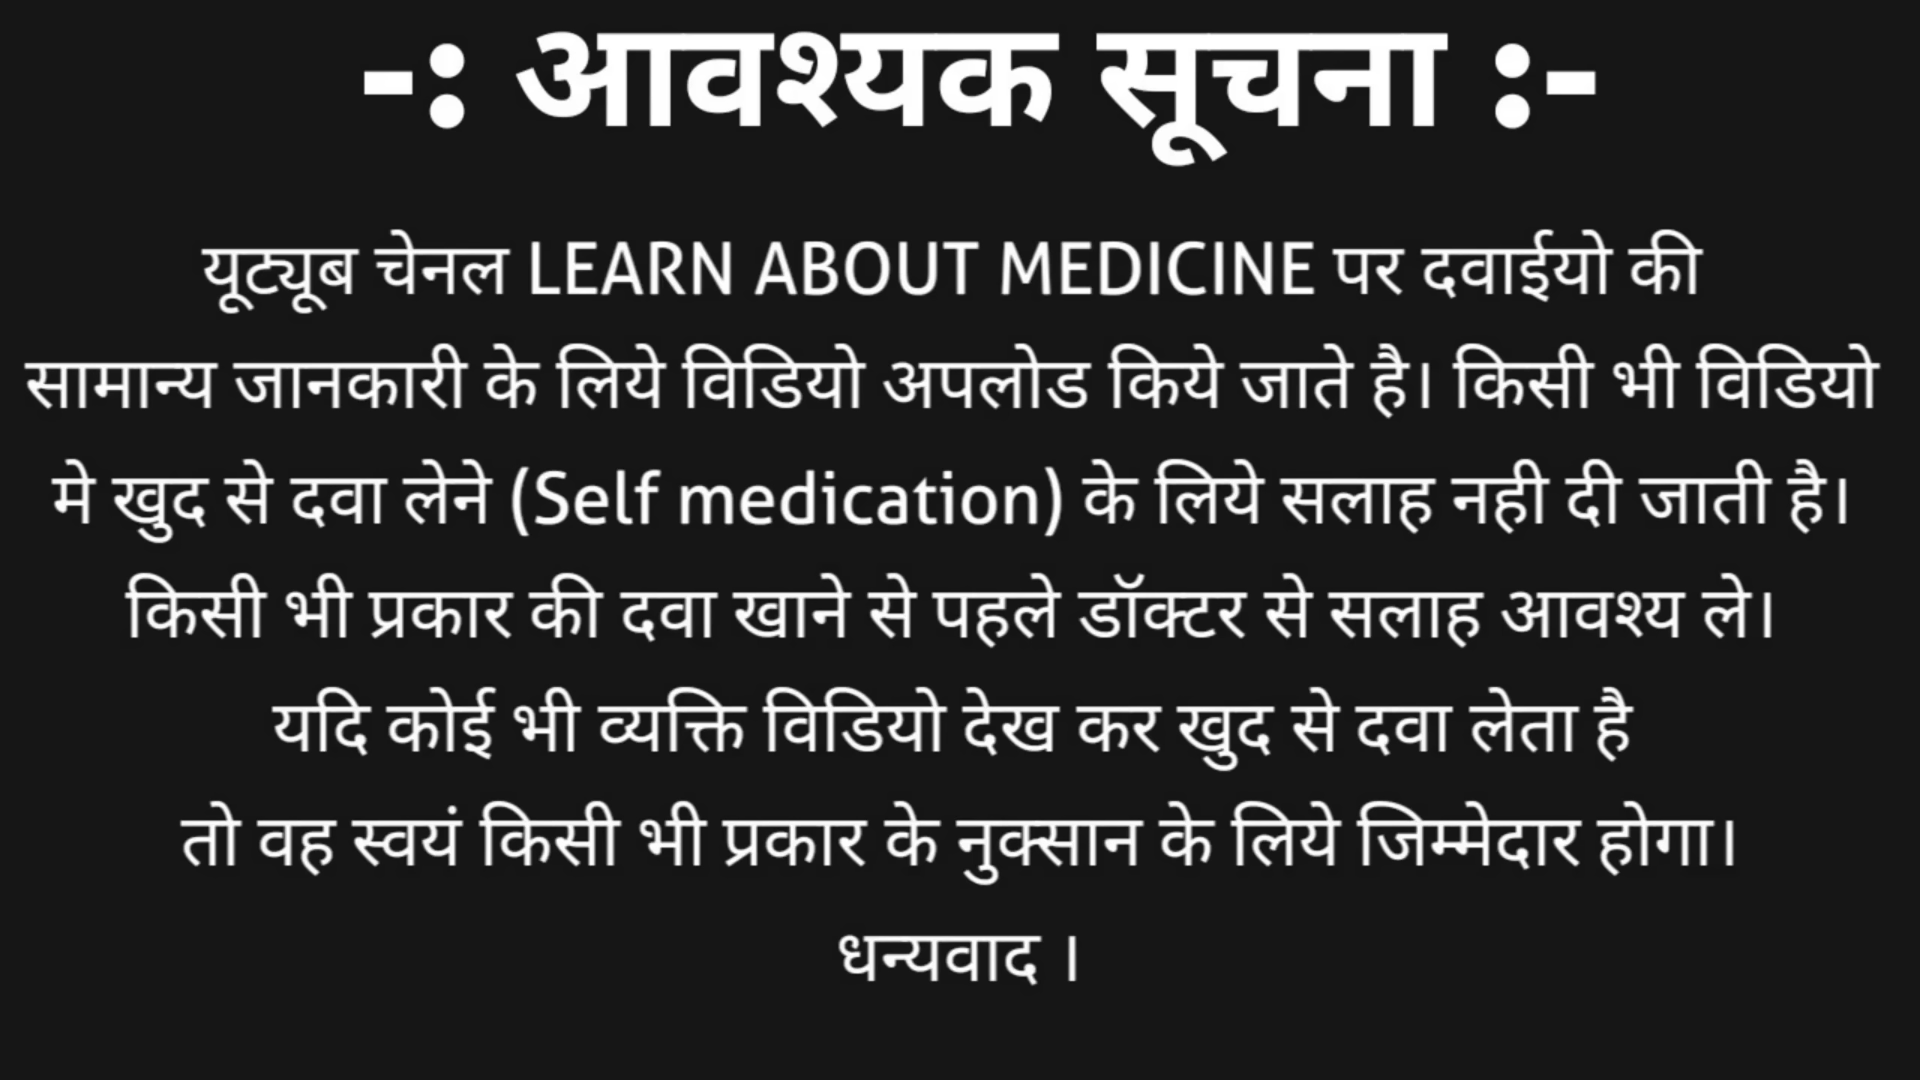 -: आवश्यक सूचना :-
यूट्यूब चेनल LEARN ABOUT MEDICINE पर दवाईयो की
सामान्य जानकारी के लिये विडियो अपलोड किये जाते है। किसी भी विडियो
मे खुद से दवा लेने (Self medication) के लिये सलाह नही दी जाती है।
किसी भी प्रकार की दवा खाने से पहले डॉक्टर से सलाह आवश्य ले।
यदि कोई भी व्यक्ति विडियो देख कर खुद से दवा लेता है
तो वह स्वयं किसी भी प्रकार के नुक्सान के लिये जिम्मेदार होगा।
धन्यवाद ।